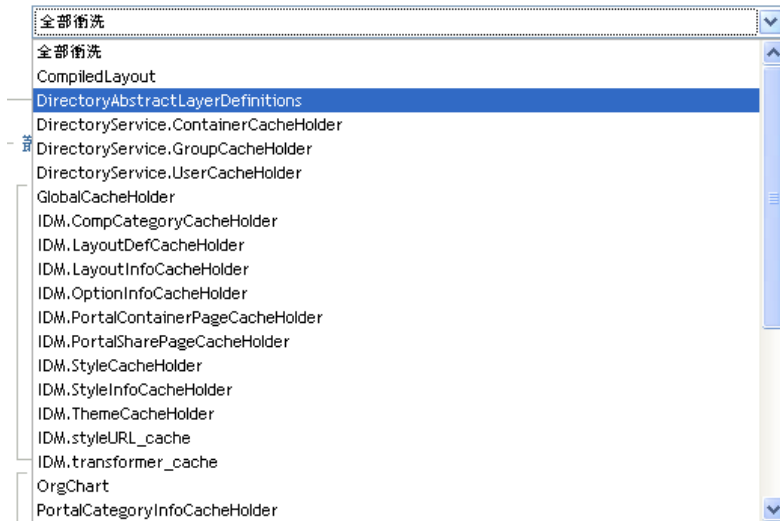 全部衝洗
全部衝洗
CompiledLayout
DirectoryAbstractLayerDefinitions
DirectoryService.ContainerCacheHolder
DirectoryService.GroupCacheHolder
DirectoryService.UserCacheHolder
GlobalCacheHolder
IDM.CompCategoryCacheHolder
IDM.LayoutDefCacheHolder
IDM.LayoutInfoCacheHolder
IDM.OptionInfoCacheHolder
IDM.PortalContainerPageCacheHolder
IDM.PortalSharePageCacheHolder
IDM.StyleCacheHolder
IDM.StyleInfoCacheHolder
IDM.ThemeCacheHolder
IDM.styleURL_cache
IDM.transformer_cache
OrgChart
PortalCategoryInfoCacheHolder